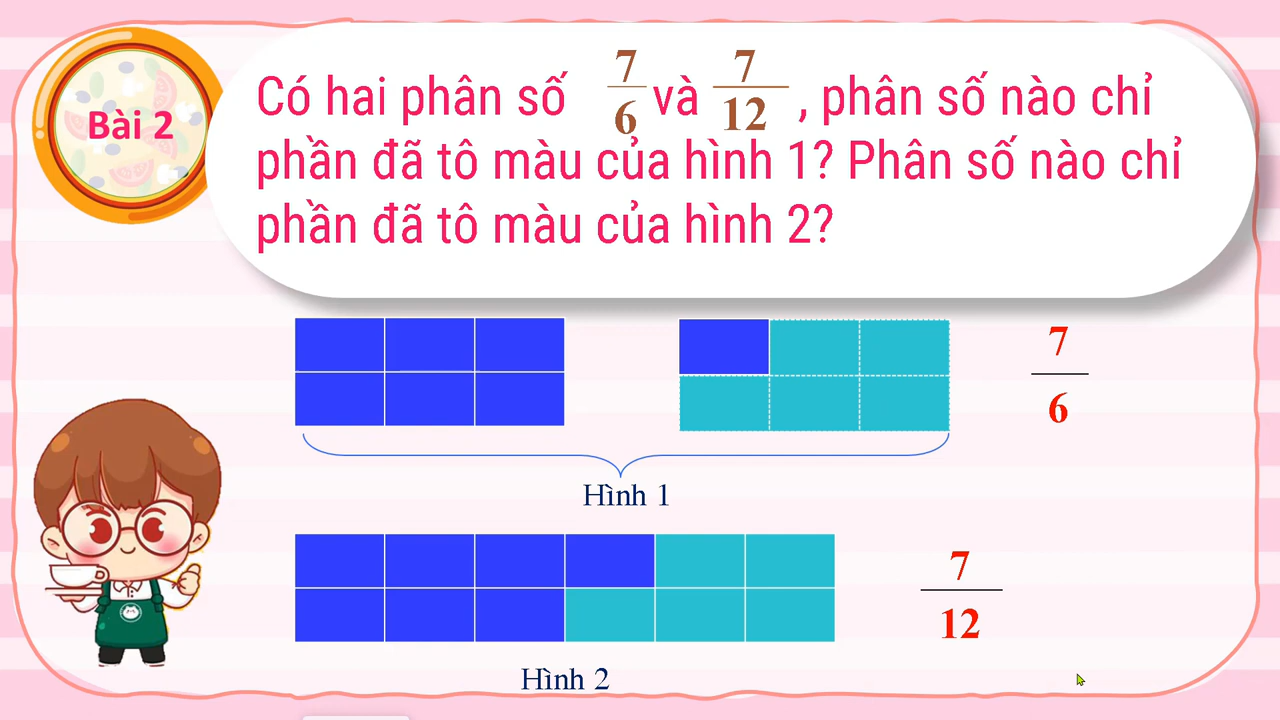 Bài 2
Có hai phân số 7/6 và 7/12 , phân số nào chỉ
phần đã tô màu của hình 1? Phân số nào chỉ
phần đã tô màu của hình 2?
7
6
Hình 1
7
12
Hình 2